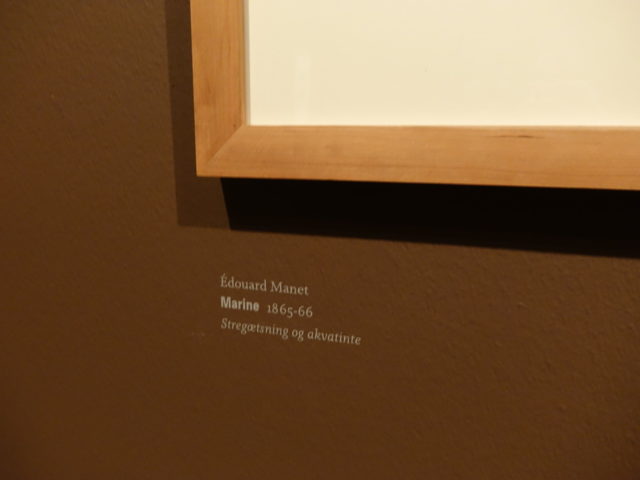 Édouard Manet
Marine 1865-66
Stregætsning og akvatinte